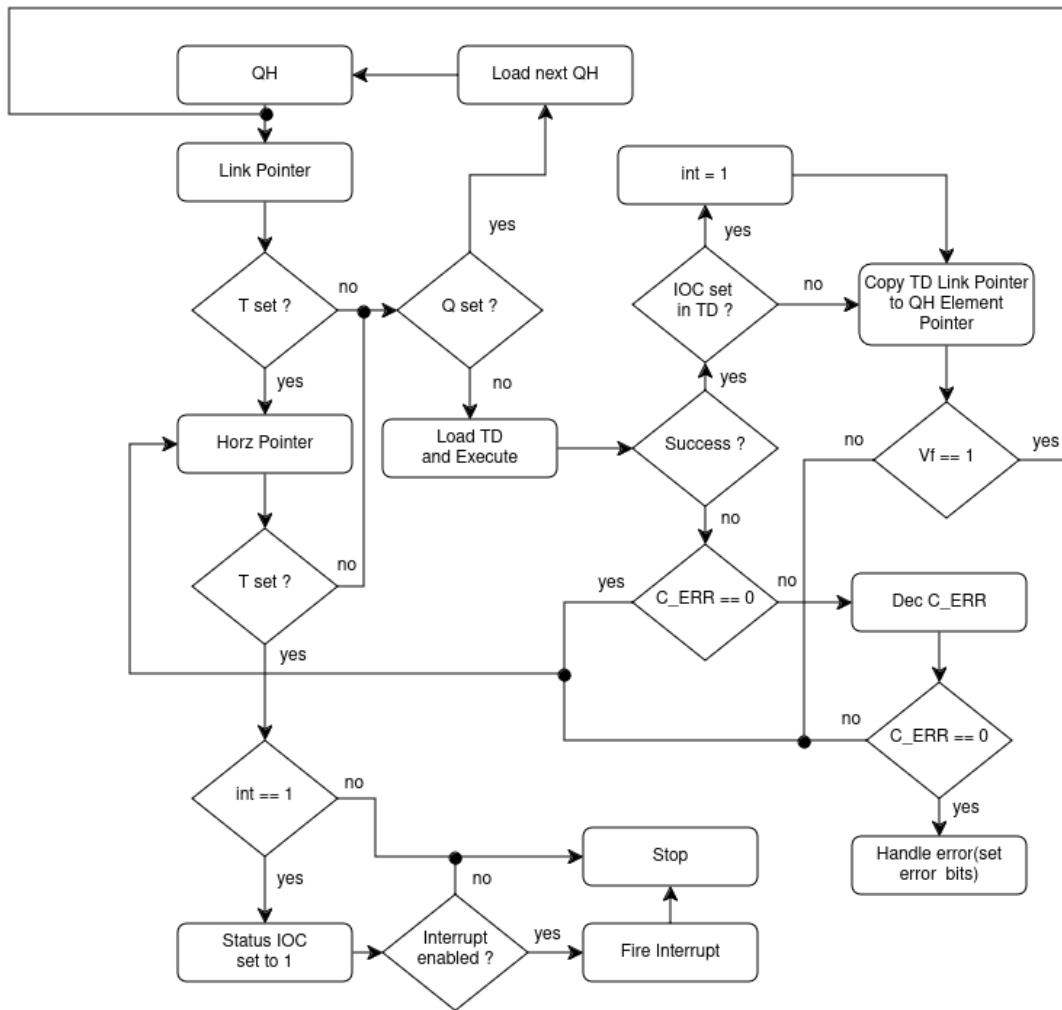 QH
Load next QH
Link Pointer
int = 1
yes
yes
T set ?
no
Q set ?
IOC set
in TD ?
no
Copy TD Link Pointer
to QH Element
Pointer
yes
no
yes
Horz Pointer
Load TD
and Execute
Success ?
no
Vf == 1
yes
no
T set ?
no
yes
C_ERR == 0
no
Dec C_ERR
yes
no
C_ERR == 0
int == 1
no
yes
Stop
Handle error(set
error  bits)
yes
no
Status IOC
set to 1
Interrupt
enabled ?
yes
Fire Interrupt